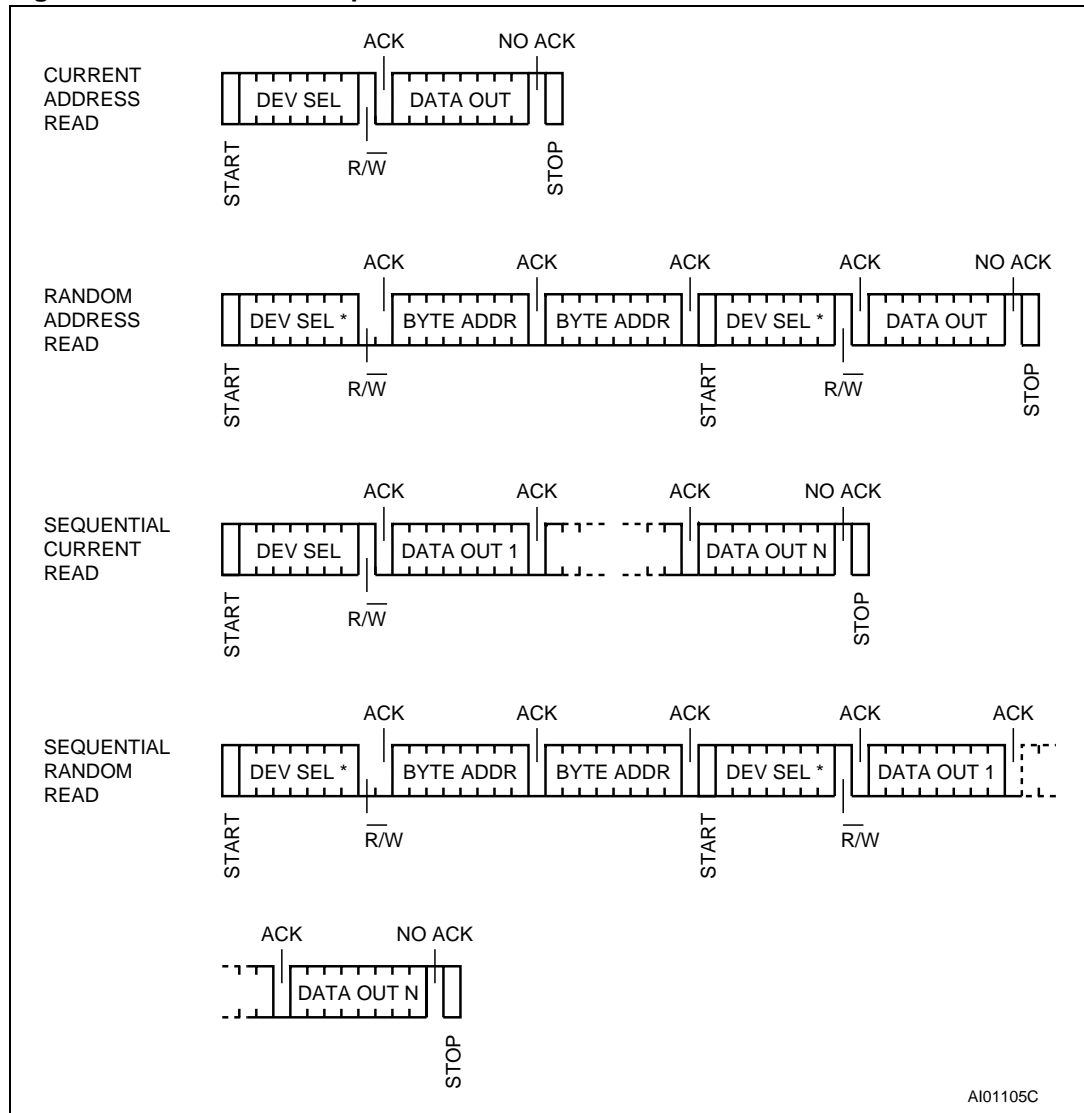 ACK NO ACK
CURRENT
ADDRESS
READ
DEV SEL DATA OUT
START R/W̅ STOP
ACK ACK ACK ACK NO ACK
RANDOM
ADDRESS
READ
DEV SEL * BYTE ADDR BYTE ADDR DEV SEL * DATA OUT
START R/W̅ START R/W̅ STOP
ACK ACK ACK NO ACK
SEQUENTIAL
CURRENT
READ
DEV SEL DATA OUT 1 DATA OUT N
START R/W̅ STOP
ACK ACK ACK ACK ACK
SEQUENTIAL
RANDOM
READ
DEV SEL * BYTE ADDR BYTE ADDR DEV SEL * DATA OUT 1
START R̅/W START R̅/W
ACK NO ACK
DATA OUT N
STOP
AI01105C